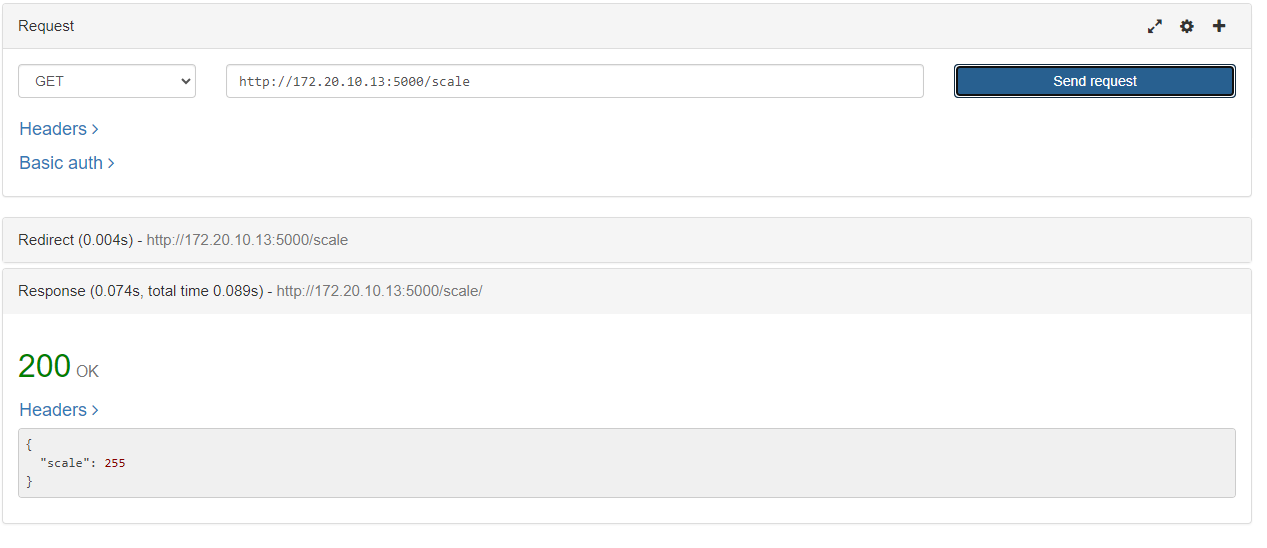 Request
GET http://172.20.10.13:5000/scale Send request
Headers
Basic auth
Redirect (0.004s) - http://172.20.10.13:5000/scale
Response (0.074s, total time 0.089s) - http://172.20.10.13:5000/scale/
200 OK
Headers
{
  "scale": 255
}